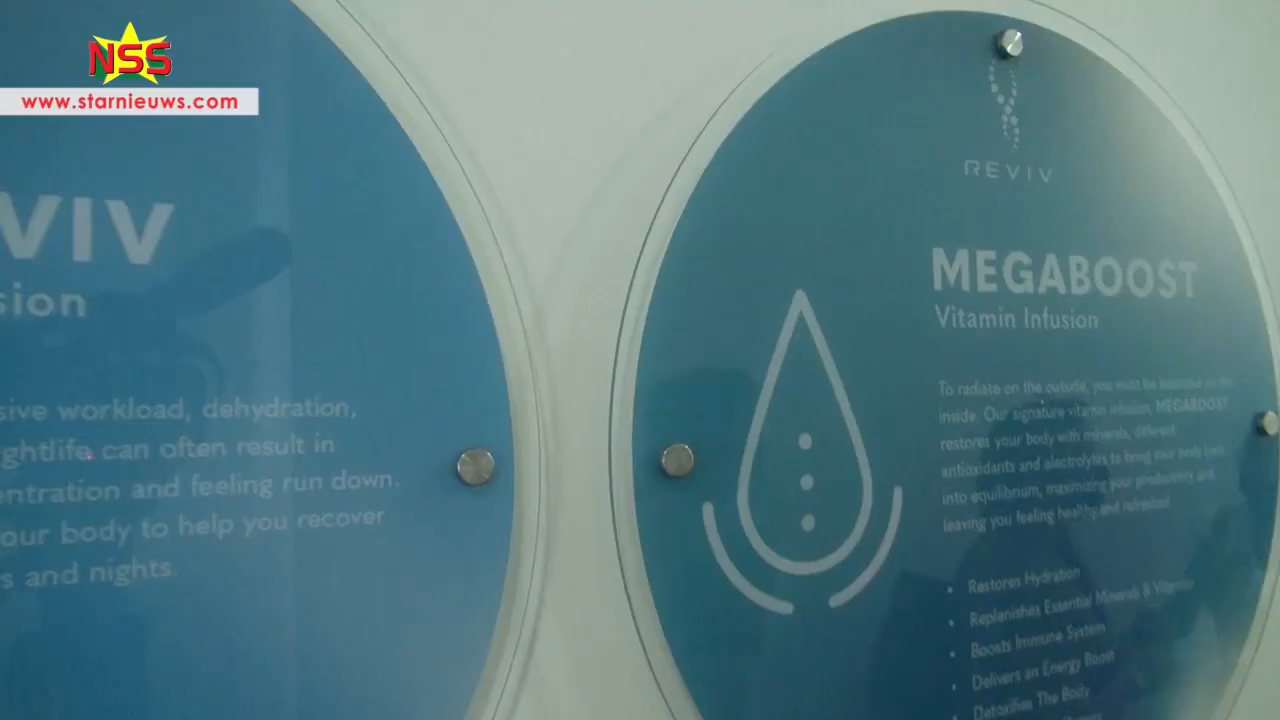 NSS
www.starnieuws.com
VIV
sion
sive workload, dehydration,
ghtlife can often result in
entration and feeling run down.
our body to help you recover
s and nights.
REVIV
MEGABOOST
Vitamin Infusion
To radiate on the outside, you must be balanced on the
inside. Our signature vitamin infusion, MEGABOOST
restores your body with minerals, different
antioxidants and electrolytes to bring your body back
into equilibrium, maximizing your productivity and
leaving you feeling healthy and refreshed
• Restores Hydration
• Replenishes Essential Minerals & Vitamins
• Boosts Immune System
• Delivers an Energy Boost
• Detoxifies The Body